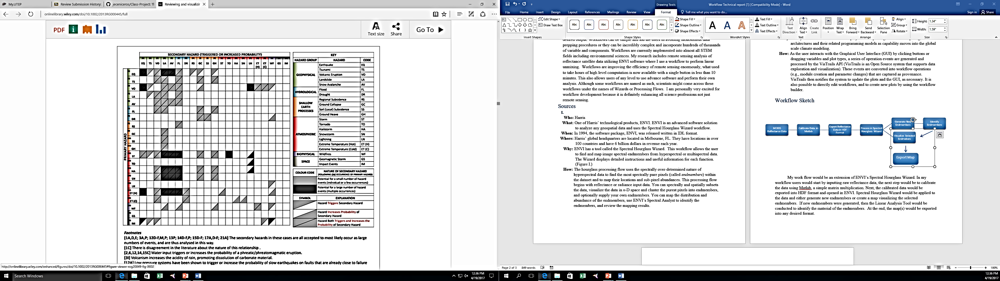 My.UTEP
Review Submission History:
jeceniceros/Class-Project: Tl
Reviewing and visualizir
onlinelibrary.wiley.com/doi/10.1002/2013RG000445/full
PDF
Text size
Share
Go To
SECONDARY HAZARD (TRIGGERED OR INCREASED PROBABILITY)
EQ TS VO LA AV FL DR RS GC SS GH ST TO HA SN LN ET (H) ET (C) WF GS IM
PRIMARY HAZARD
EQ
TS
VO
LA
AV
FL
DR
RS
GC
SS
GH
ST
TO
HA
SN
LN
ET (H)
ET (C)
WF
GS
IM
KEY
HAZARD GROUP HAZARD CODE
GEOPHYSICAL
Earthquake EQ
Tsunami TS
Volcanic Eruption VO
Landslide LA
Snow Avalanche AV
HYDROLOGICAL
Flood FL
Drought DR
SHALLOW EARTH PROCESSES
Regional Subsidence RS
Ground Collapse GC
Soil (Local) Subsidence SS
Ground Heave GH
ATMOSPHERIC
Storm ST
Tornado TO
Hailstorm HA
Snowstorm SN
Lightning LN
Extreme Temperature (Hot) ET (H)
Extreme Temperature (Cold) ET (C)
BIOPHYSICAL Wildfires WF
SPACE
Geomagnetic Storm GS
Impact Events IM
COLOUR CODE NATURE OF SECONDARY HAZARD
(FOLLOWING ONE OCCURRENCE OF PRIMARY HAZARD)
Potential for a small number of hazard
events (individual or a few occurrences)
Potential for a large number of hazard
events (multiple occurrences)
SYMBOL EXPLANATION
Hazard Triggers Secondary Hazard
Hazard Increases Probability of
Secondary Hazard
Hazard Both Triggers and Increases the
Probability of Secondary Hazard
Footnotes
[1A,D,E; 3A,P; 12D-F,M,P; 13P; 14D-F,P; 15D-F; 17A,D-F; 21A] The secondary hazards in these cases are all accepted to most likely occur as large
numbers of events, and are thus analysed in this way.
[1C] There is disagreement in the literature about the nature of this relationship .
[2,6,12,14,15C] Water input triggers or increases the probability of a phreatic/phreatomagmatic eruption.
[3I] Volcanism increases the acidity of rain, promoting dissolution of carbonate material.
[12A] Low pressure systems have been shown to trigger or increase the probability of slow earthquakes on faults that are already close to failure
http://onlinelibrary.wiley.com/enhanced/figures/doi/10.1002/2013RG000445#figure-viewer-rog20049-fig-0002
Search Windows
12:36 PM
4/19/2017
Drawing Tools
Workflow Technical report (1) [Compatibility Mode] - Word
File Home Insert Design Layout References Mailings Review View Format Tell me what you want to do... Sign in Share
Edit Shape
Draw Text Box
Insert Shapes
Abc Abc Abc Abc Abc Abc Abc
Shape Styles
Shape Fill
Shape Outline
Shape Effects
A A A
WordArt Styles
Text Fill
Text Outline
Text Effects
Text Direction
Align Text
Create Link
Text
Position
Wrap Text
Bring Forward
Send Backward
Selection Pane
Align
Group
Rotate
Arrange
Height: 1.34"
Width: 1.59"
Size
desired output. Workflows can be simple and aid the users in avoiding monotonous data
prepping procedures or they can be incredibly complex and incorporate hundreds of thousands
of variable and components. Workflows are currently implemented into almost all STEM
fields including environmental sciences. My research includes remote sensing analysis of
reflectance satellite data utilizing ENVI software where I use a workflow to perform linear
unmixing. Workflows are improving the efficiency of remote sensing enormously, what used
to take hours of high level computation is now available with a single button in less than 10
minutes. This also allows users of any level to use advance software and perform their own
analysis. Although some workflows are named as such, scientists might come across these
workflows under the names of Wizards or Processing Flows. I am personally very excited for
workflow development because it is definitely enhancing all science professions not just
remote sensing.
Sources
I.
Who: Harris
What: One of Harris' technological products, ENVI. ENVI is an advanced software solution
to analyze any geospatial data and uses the Spectral Hourglass Wizard workflow.
When: In 1994, the software package, ENVI, was released written in IDL format.
Where: Harris' global headquarters are located in Melbourne, FL. They have locations in over
100 countries and have 6 billion dollars in revenue each year.
Why: ENVI has a tool called the Spectral Hourglass Wizard. This workflow allows the user
to find and map image spectral endmembers from hyperspectral or multispectral data.
The Wizard displays detailed instructions and useful information for each function.
(Figure I.)
How: The hourglass processing flow uses the spectrally over-determined nature of
hyperspectral data to find the most spectrally pure pixels (called endmembers) within
the dataset and to map their locations and sub-pixel abundances. This processing flow
begins with reflectance or radiance input data. You can spectrally and spatially subsets
the data, visualize the data in n-D space and cluster the purest pixels into endmembers,
and optionally supply your own endmembers. You can map the distribution and
abundance of the endmembers, use ENVI's Spectral Analyst to identify the
endmembers, and review the mapping results.
architectures and their related programming models as capability moves into the global
scale climate modeling.
How: As the user interacts with the Graphical User Interface (GUI) by clicking buttons or
dragging variables and plot types, a series of operation events are generated and
processed by the VisTrails API (VisTrails is an Open Source system that supports data
exploration and visualization). These events are converted into workflow operations
(e.g., module creation and parameter changes) that are captured as provenance.
VisTrails then notifies the system to update the plots and the GUI, as necessary. It is
also possible to directly edit workflows, and to create new plots by using the workflow
builder.
Workflow Sketch
MODIS
Relfectance Data
Calibrate Data in
Matlab
Export Reflectance
Data in HDF
Format
Process in Spectral
Hourglass Wizard
Generate New
Endmembers
Identify
Endmembers
Visualize Selected
Endmebers
Export Map
My work flow would be an extension of ENVI's Spectral Hourglass Wizard. In my
workflow users would start by inputting raw reflectance data, the next step would be to calibrate
the data using Matlab, a simple matrix multiplication. Next, the calibrated data would be
exported into HDF format and opened in ENVI. Spectral Hourglass Wizard would be applied to
the data and either generate new endmembers or create a map visualizing the selected
endmembers. If new endmembers were generated, then the Linear Analysis Tool would be
conducted to identify the material of the endmembers. At the end, the map(s) would be exported
into any desired format.
Page 2 of 3 849 words
100%
12:36 PM
4/19/2017